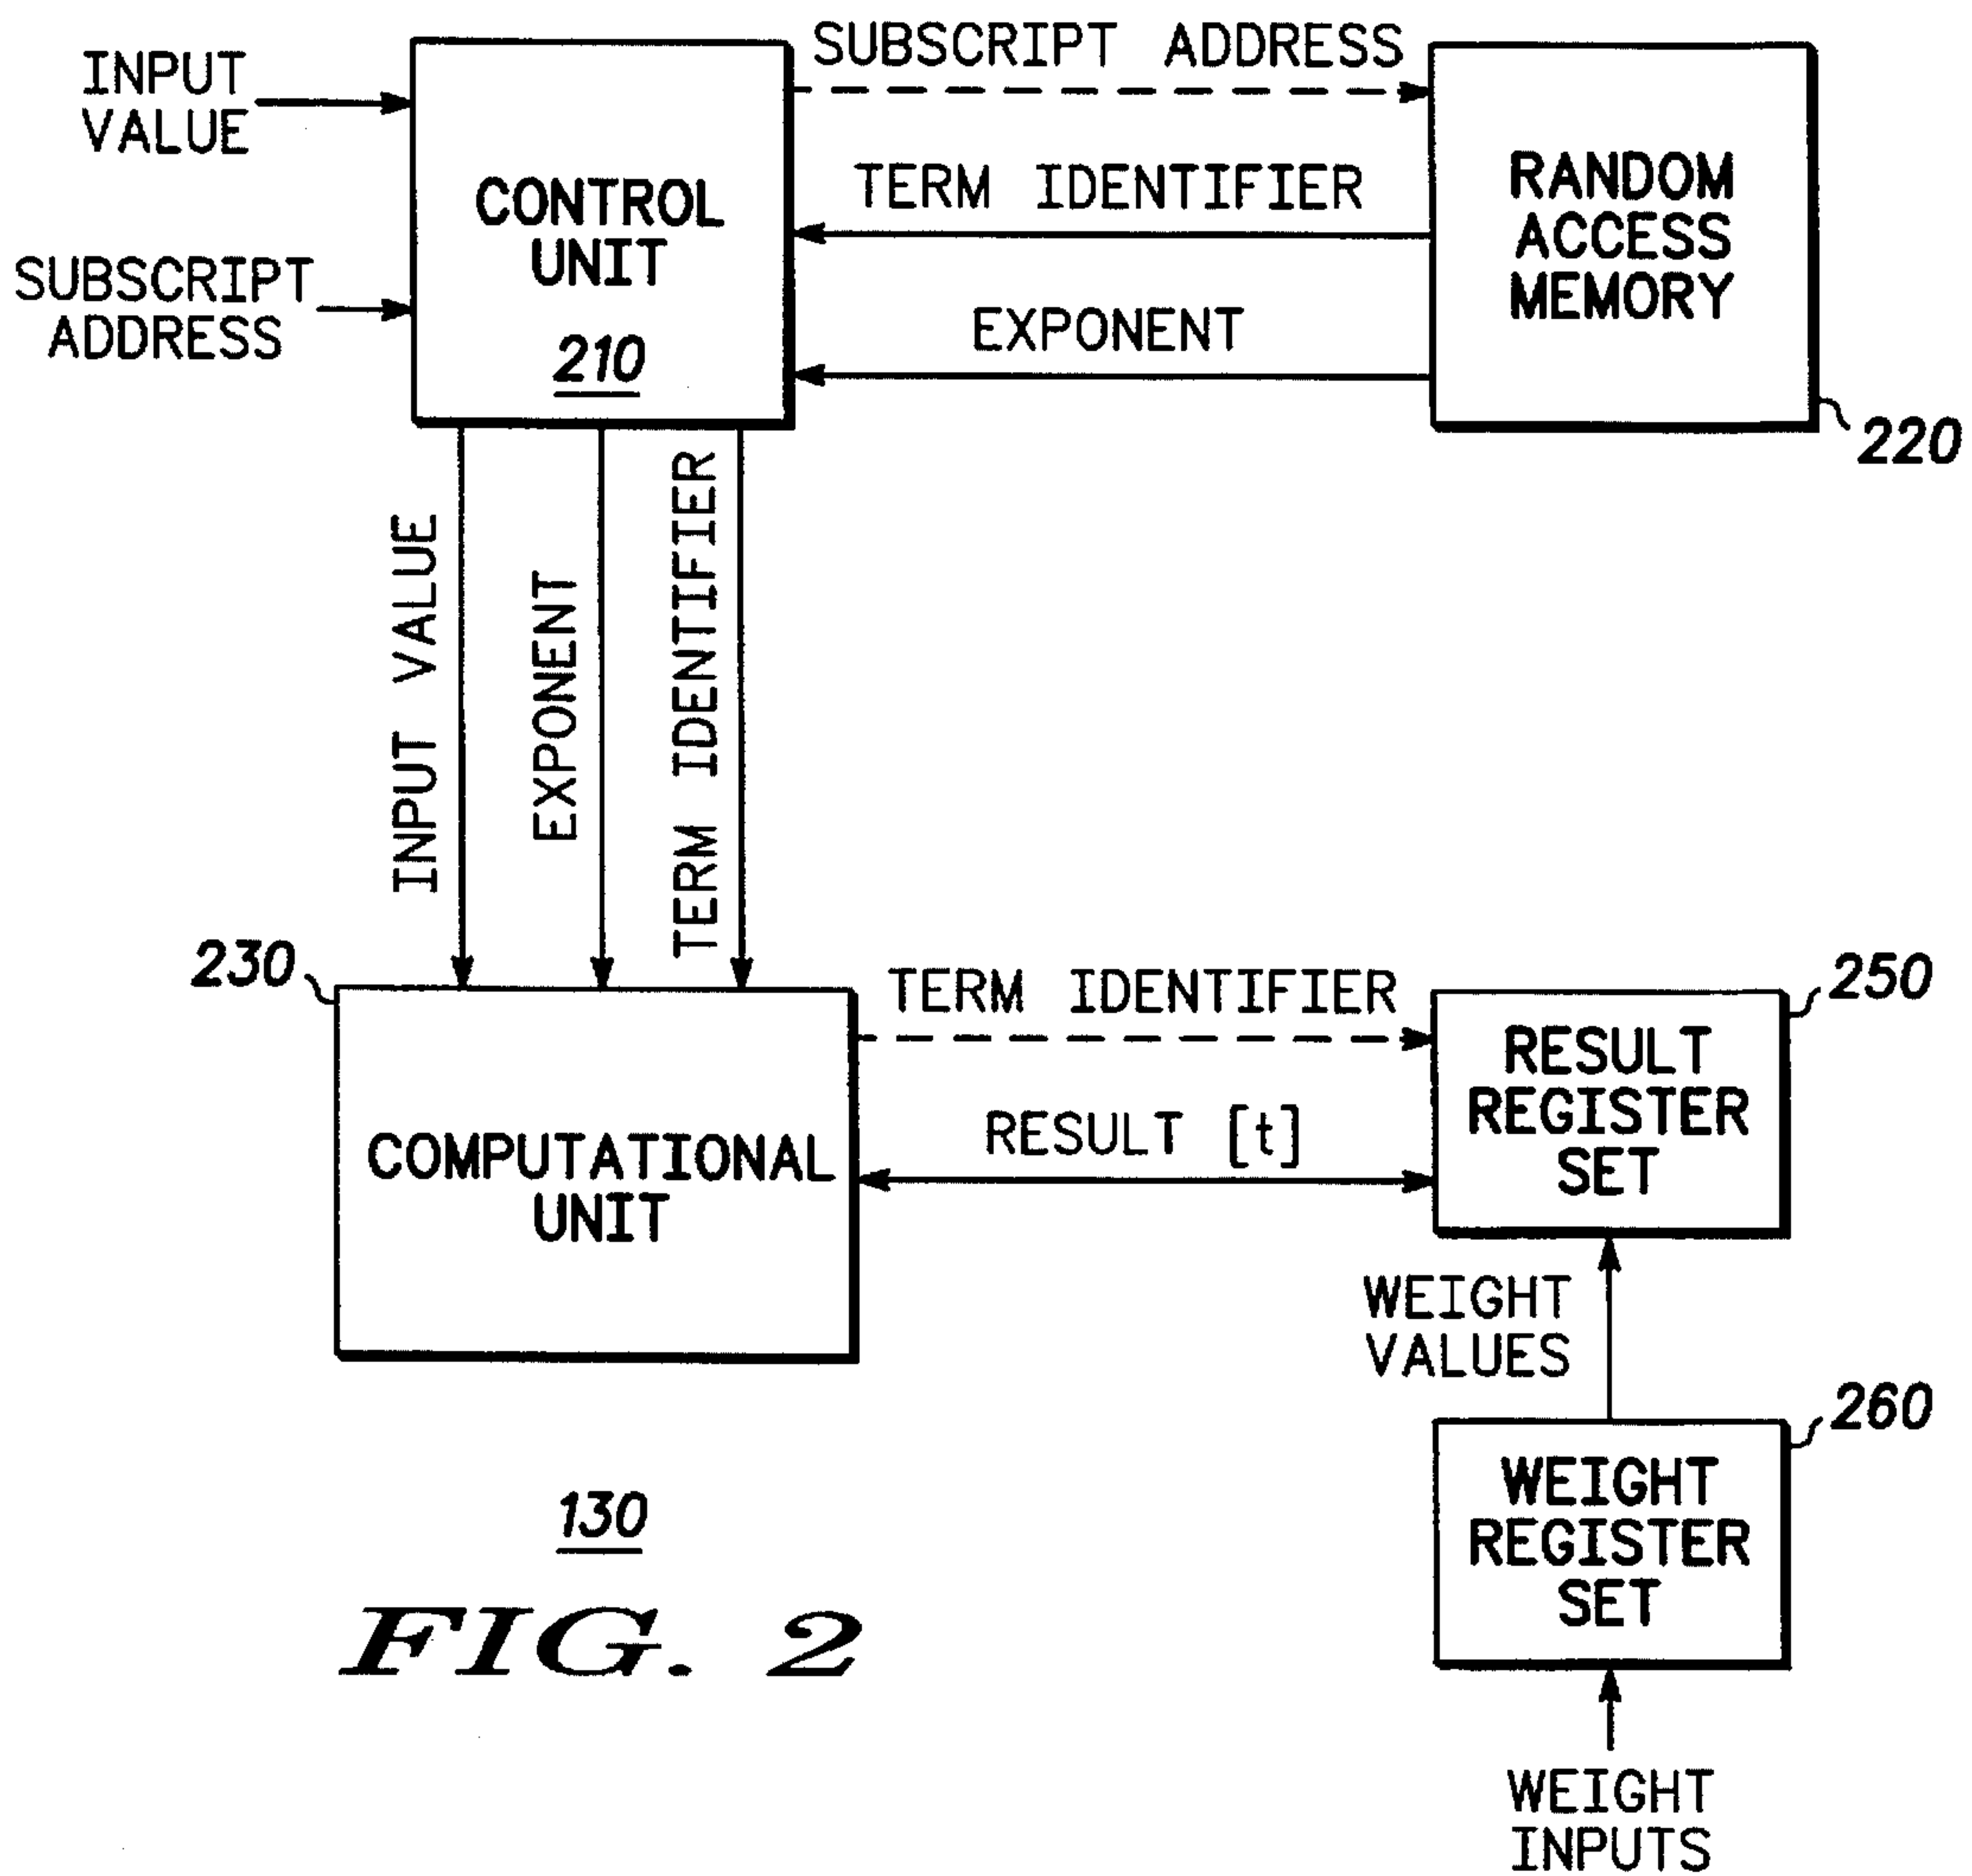 INPUT
VALUE
SUBSCRIPT
ADDRESS
CONTROL
UNIT
210
SUBSCRIPT ADDRESS
TERM IDENTIFIER
EXPONENT
RANDOM
ACCESS
MEMORY
220
INPUT VALUE
EXPONENT
TERM IDENTIFIER
230
COMPUTATIONAL
UNIT
TERM IDENTIFIER
RESULT [t]
250
RESULT
REGISTER
SET
WEIGHT
VALUES
260
WEIGHT
REGISTER
SET
WEIGHT
INPUTS
130
FIG. 2